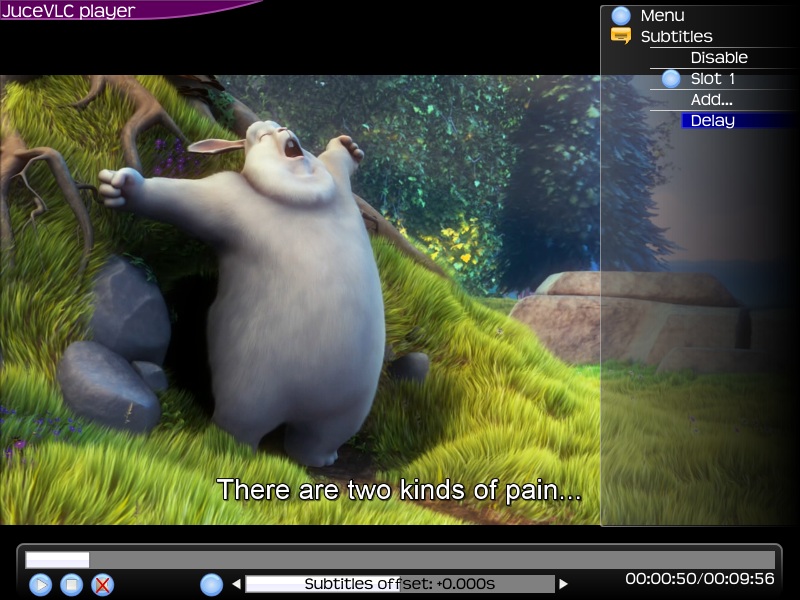 JuceVLC player
Menu
Subtitles
Disable
Slot 1
Add...
Delay
There are two kinds of pain...
Subtitles offset: +0.000s
00:00:50/00:09:56